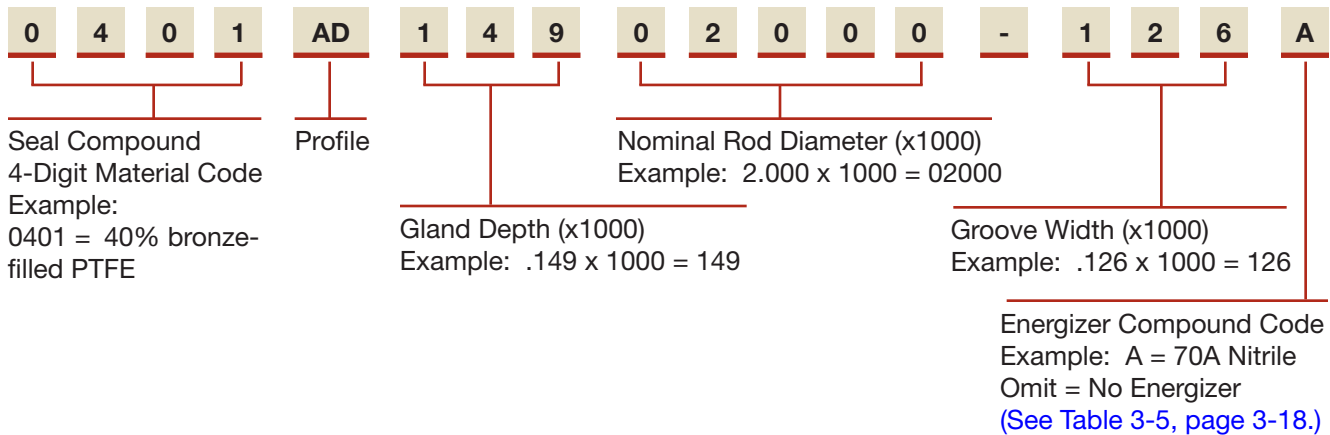 0 4 0 1 AD 1 4 9 0 2 0 0 0 - 1 2 6 A
Seal Compound
4-Digit Material Code
Example:
0401 = 40% bronze-
filled PTFE
Profile
Gland Depth (x1000)
Example: .149 x 1000 = 149
Nominal Rod Diameter (x1000)
Example: 2.000 x 1000 = 02000
Groove Width (x1000)
Example: .126 x 1000 = 126
Energizer Compound Code
Example: A = 70A Nitrile
Omit = No Energizer
(See Table 3-5, page 3-18.)